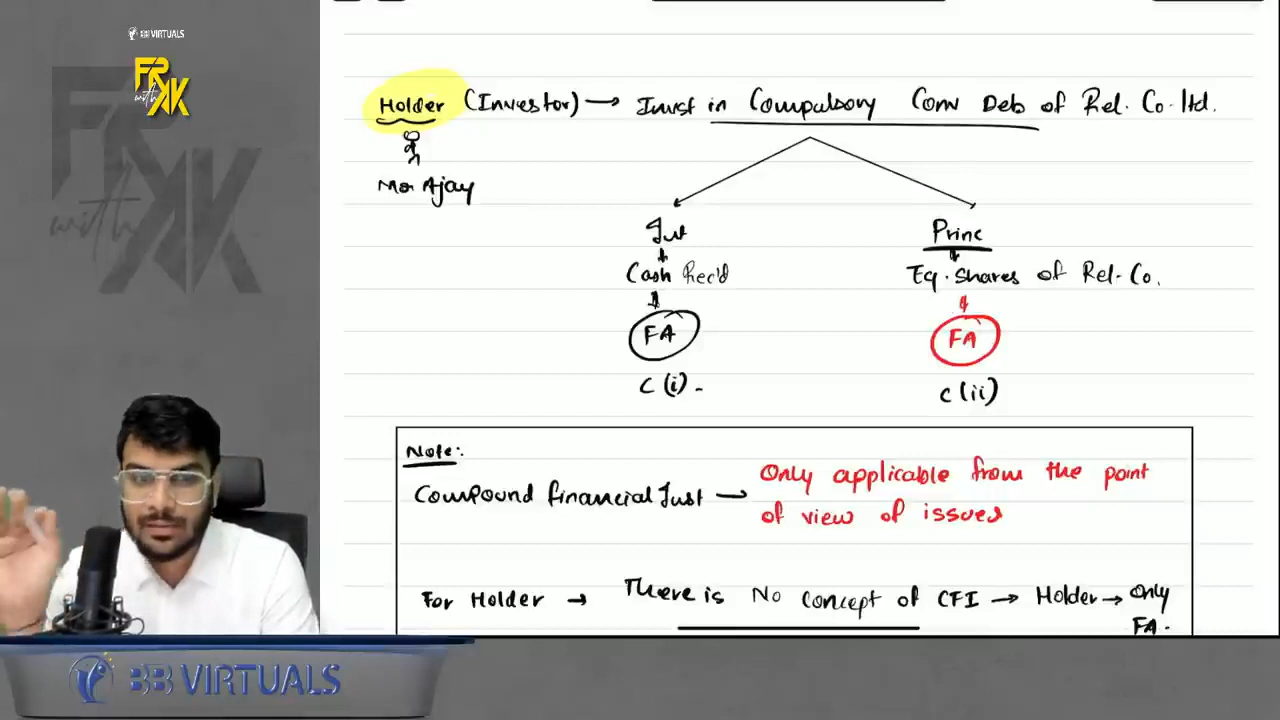 BB VIRTUALS
FR
with AK
Holder (Investor) → Invst in Compulsory Conv Deb of Rel. Co. ltd.
Mr Ajay
Int
Princ
Cash Rec'd
Eq. Shares of Rel. Co.
FA
FA
C (i) -
C (ii)
Note:
Compound financial Inst → Only applicable from the point
of view of issuer
For Holder → There is No concept of CFI → Holder → Only
FA.
BB VIRTUALS